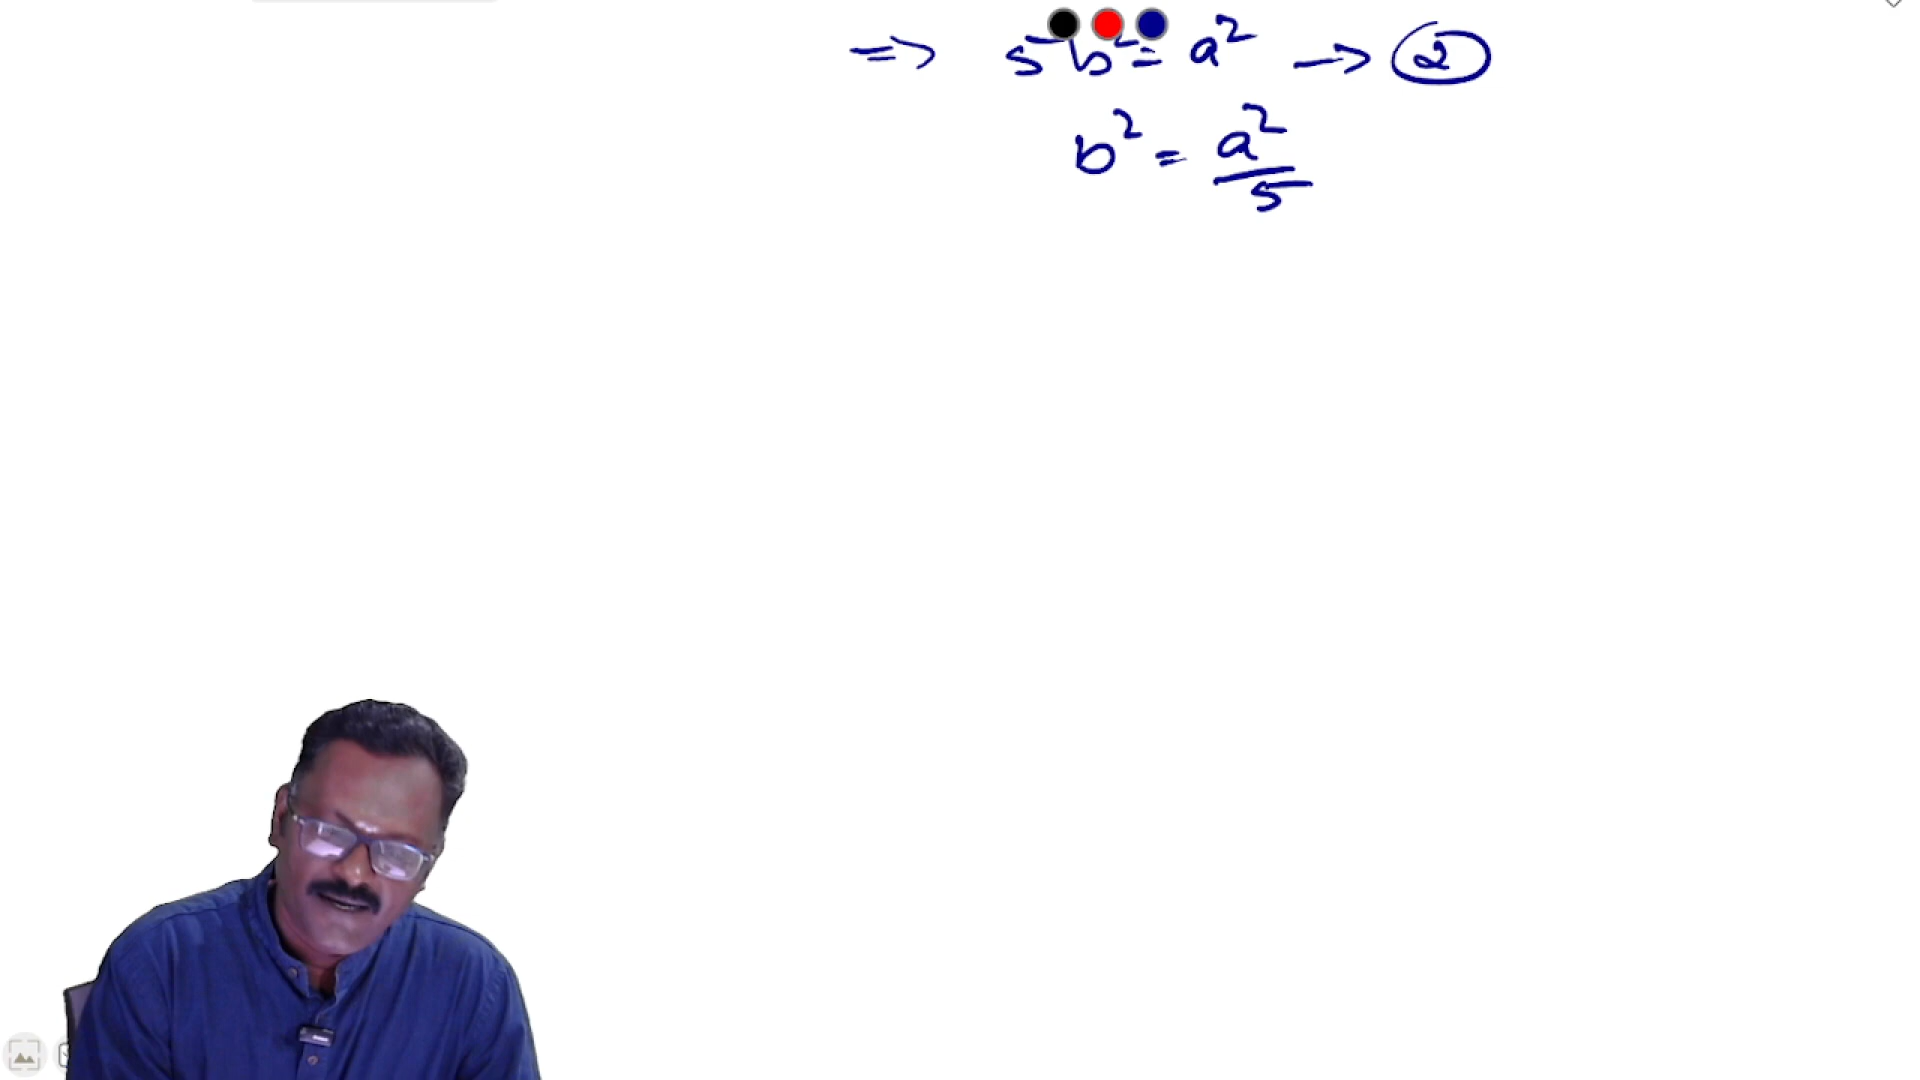 => 5b² = a² → ②
b² = a²/5